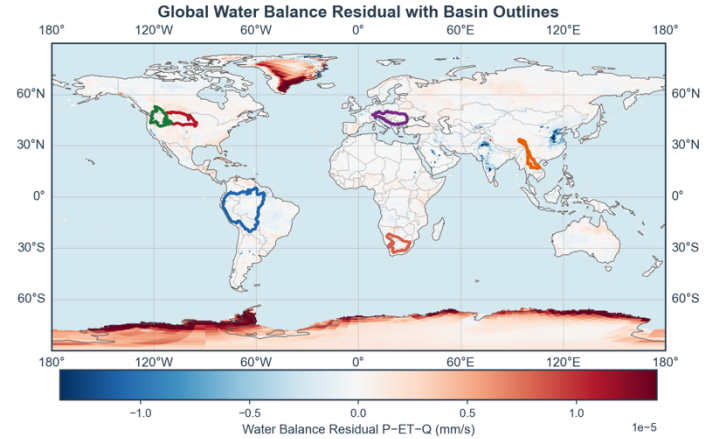 Global Water Balance Residual with Basin Outlines
180° 120°W 60°W 0° 60°E 120°E 180°
60°N 60°N
30°N 30°N
0° 0°
30°S 30°S
60°S 60°S
180° 120°W 60°W 0° 60°E 120°E 180°
−1.0 −0.5 0.0 0.5 1.0
1e−5
Water Balance Residual P−ET−Q (mm/s)